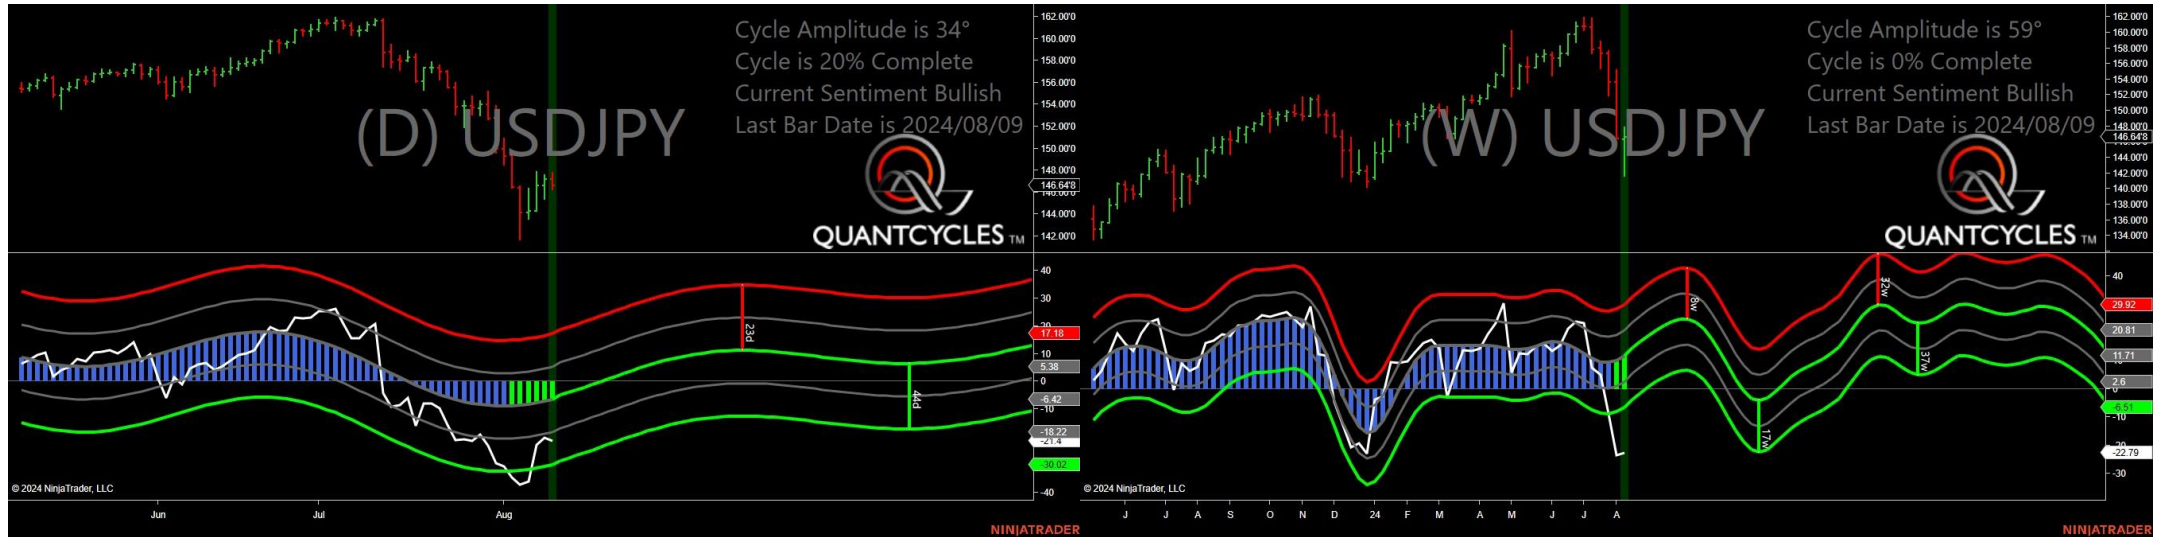 Cycle Amplitude is 34°
Cycle is 20% Complete
Current Sentiment Bullish
Last Bar Date is 2024/08/09
(D) USDJPY
QUANTCYCLES TM
162.00'0
160.00'0
158.00'0
156.00'0
154.00'0
152.00'0
150.00'0
148.00'0
146.64'8
144.00'0
142.00'0
40
30
17.18
10
5.38
0
-6.42
-10
-18.22
-21.4
-30.02
-40
23d
44d
© 2024 NinjaTrader, LLC
Jun Jul Aug
NINJATRADER
Cycle Amplitude is 59°
Cycle is 0% Complete
Current Sentiment Bullish
Last Bar Date is 2024/08/09
(W) USDJPY
QUANTCYCLES TM
162.00'0
160.00'0
158.00'0
156.00'0
154.00'0
152.00'0
150.00'0
148.00'0
146.64'8
144.00'0
142.00'0
140.00'0
138.00'0
136.00'0
134.00'0
40
29.92
20.81
11.71
2.6
-6.51
-10
-22.79
-30
8w
17w
32w
37w
© 2024 NinjaTrader, LLC
J J A S O N D 24 F M A M J J A
NINJATRADER